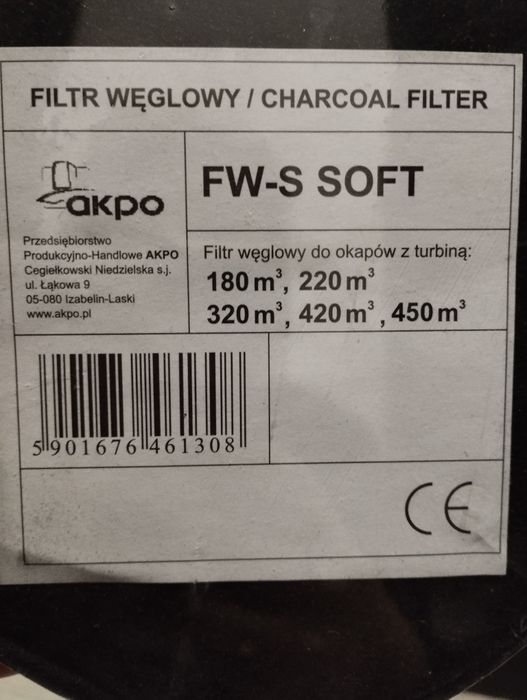 FILTR WĘGLOWY / CHARCOAL FILTER
akpo
Przedsiębiorstwo
Produkcyjno-Handlowe AKPO
Cegiełkowski Niedzielska s.j.
ul. Łąkowa 9
05-080 Izabelin-Laski
www.akpo.pl
FW-S SOFT
Filtr węglowy do okapów z turbiną:
180 m³, 220 m³
320 m³, 420 m³, 450 m³
5 901676 461308
CE